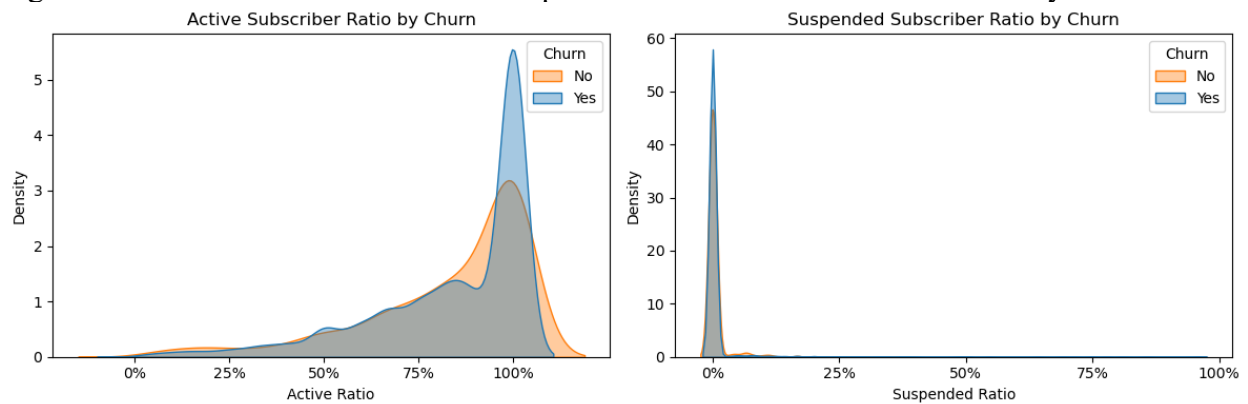 Active Subscriber Ratio by Churn
Churn
No
Yes
5
4
3
2
1
0
Density
0%
25%
50%
75%
100%
Active Ratio
Suspended Subscriber Ratio by Churn
Churn
No
Yes
60
50
40
30
20
10
0
Density
0%
25%
50%
75%
100%
Suspended Ratio